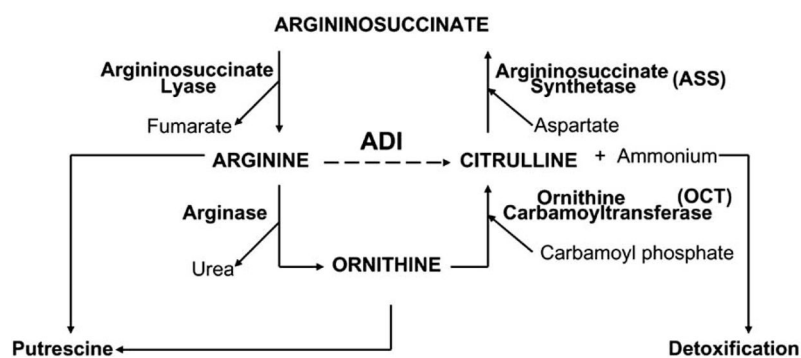 ARGININOSUCCINATE
Argininosuccinate
Lyase
Argininosuccinate
Synthetase (ASS)
Fumarate
Aspartate
ADI
ARGININE
CITRULLINE + Ammonium
Arginase
Ornithine (OCT)
Carbamoyltransferase
Urea
ORNITHINE
Carbamoyl phosphate
Putrescine
Detoxification